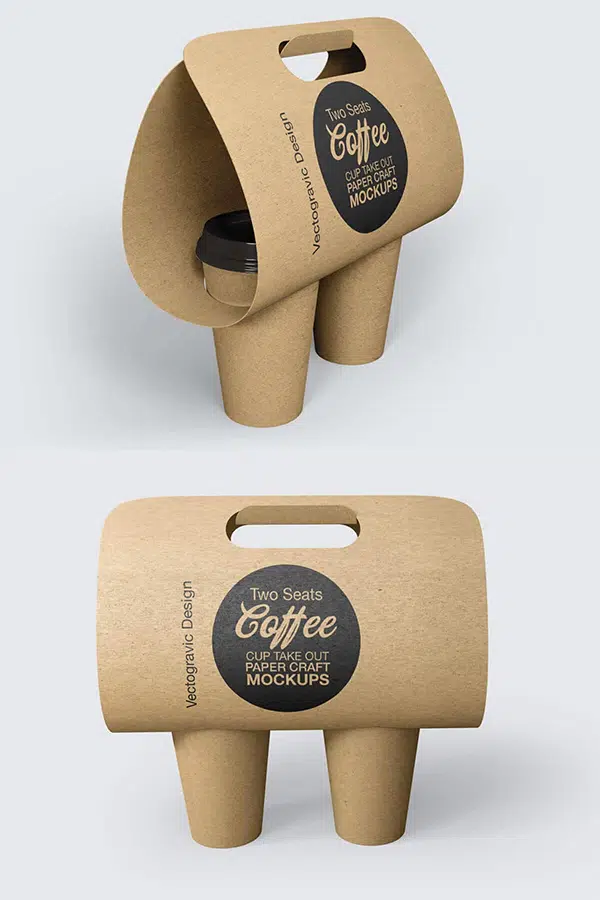 Vectogravic Design
Two Seats
Coffee
CUP TAKE OUT
PAPER CRAFT
MOCKUPS
Vectogravic Design
Two Seats
Coffee
CUP TAKE OUT
PAPER CRAFT
MOCKUPS